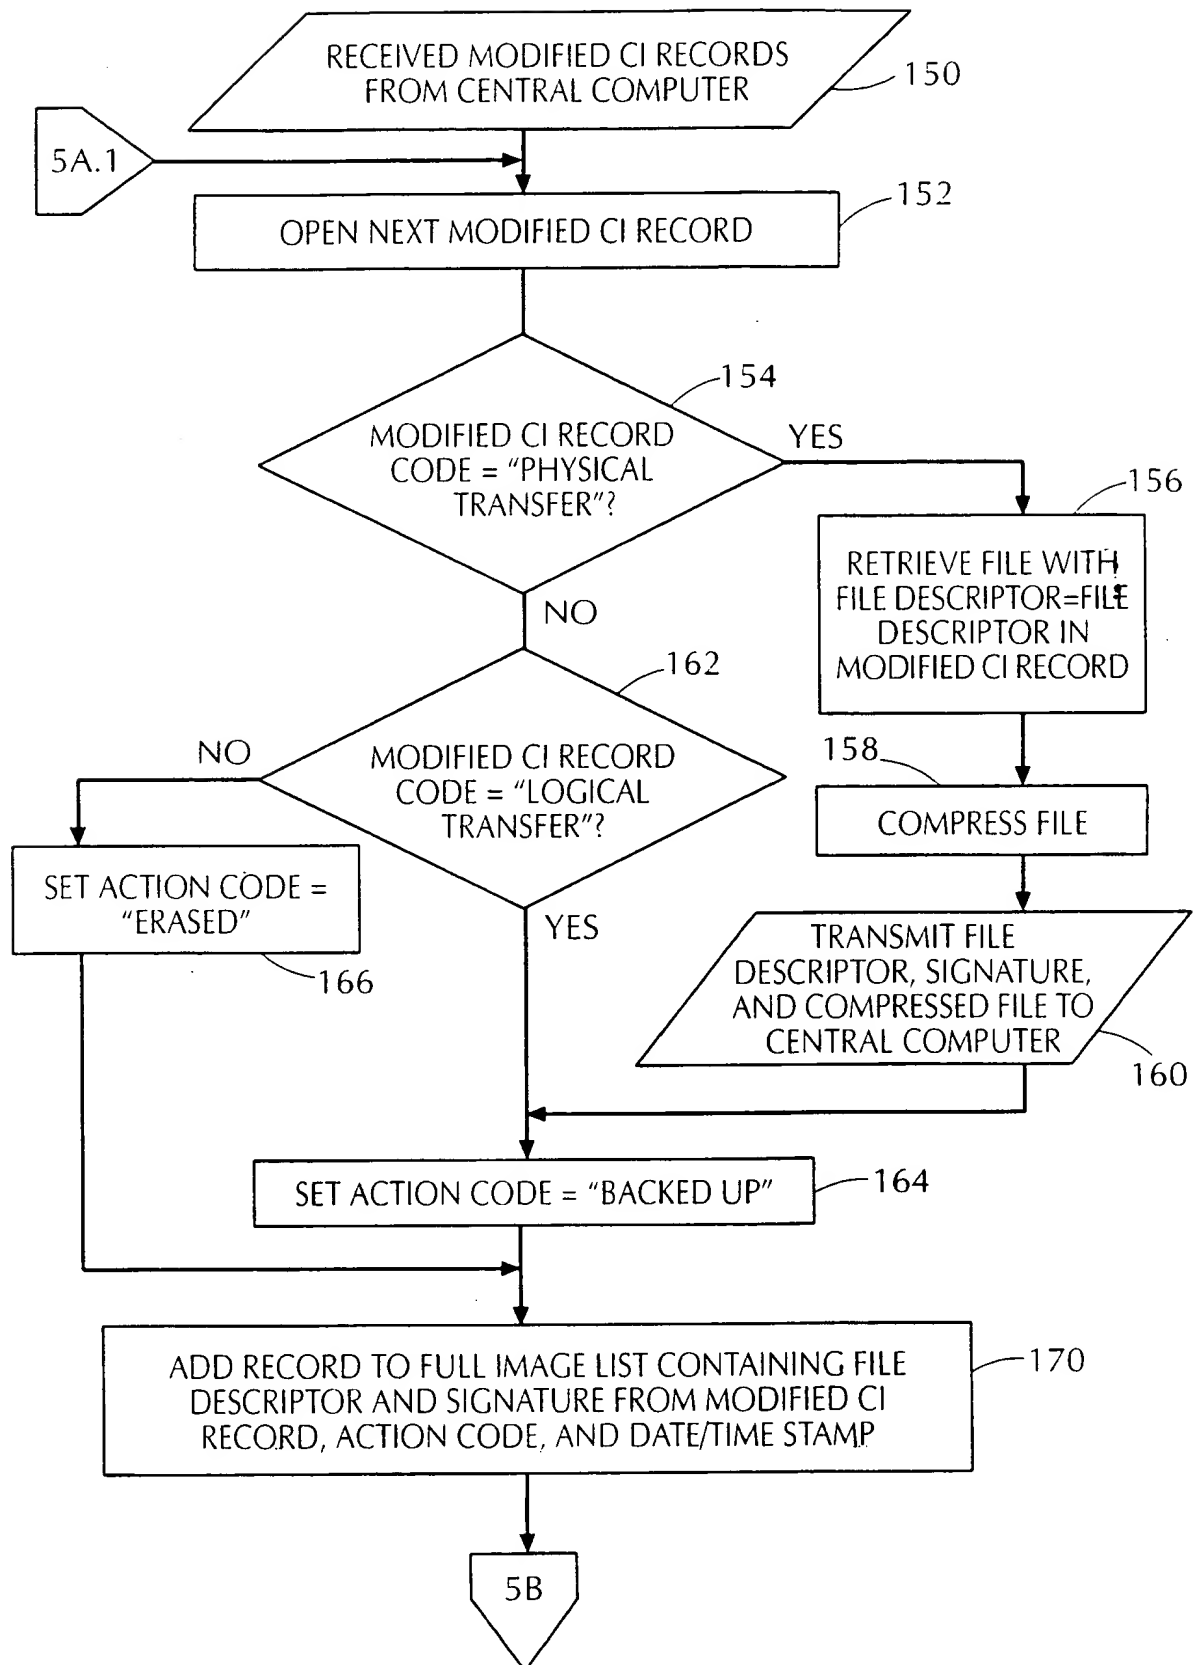 RECEIVED MODIFIED CI RECORDS
FROM CENTRAL COMPUTER
150
5A.1
152
OPEN NEXT MODIFIED CI RECORD
154
MODIFIED CI RECORD
CODE = "PHYSICAL
TRANSFER"?
YES
156
RETRIEVE FILE WITH
FILE DESCRIPTOR=FILE
DESCRIPTOR IN
MODIFIED CI RECORD
NO
162
MODIFIED CI RECORD
CODE = "LOGICAL
TRANSFER"?
NO
158
COMPRESS FILE
SET ACTION CODE =
"ERASED"
166
YES
TRANSMIT FILE
DESCRIPTOR, SIGNATURE,
AND COMPRESSED FILE TO
CENTRAL COMPUTER
160
SET ACTION CODE = "BACKED UP"
164
ADD RECORD TO FULL IMAGE LIST CONTAINING FILE
DESCRIPTOR AND SIGNATURE FROM MODIFIED CI
RECORD, ACTION CODE, AND DATE/TIME STAMP
170
5B